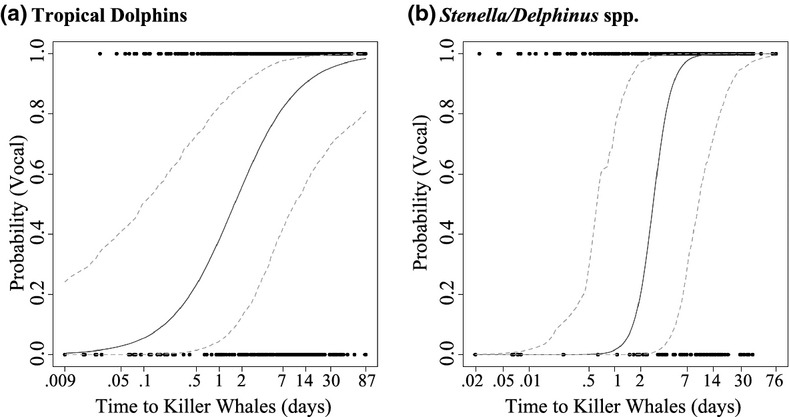 (a) Tropical Dolphins
1.0
0.8
0.6
0.4
0.2
0.0
Probability (Vocal)
.009 .05 .1 .5 1 2 7 14 30 87
Time to Killer Whales (days)
(b) Stenella/Delphinus spp.
1.0
0.8
0.6
0.4
0.2
0.0
Probability (Vocal)
.02 .05 .01 .5 1 2 7 14 30 76
Time to Killer Whales (days)